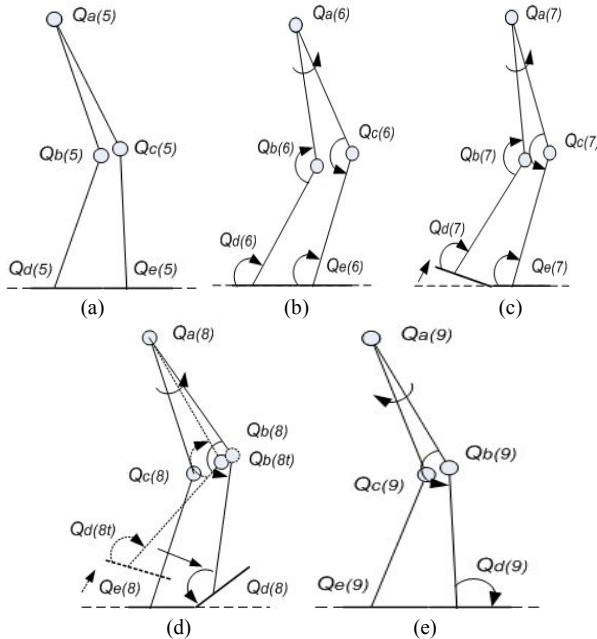 Qa(5)
Qb(5)
Qc(5)
Qd(5)
Qe(5)
(a)
Qa(6)
Qb(6)
Qc(6)
Qd(6)
Qe(6)
(b)
Qa(7)
Qb(7)
Qc(7)
Qd(7)
Qe(7)
(c)
Qa(8)
Qb(8)
Qc(8)
Qb(8t)
Qd(8t)
Qe(8)
Qd(8)
(d)
Qa(9)
Qb(9)
Qc(9)
Qd(9)
Qe(9)
(e)